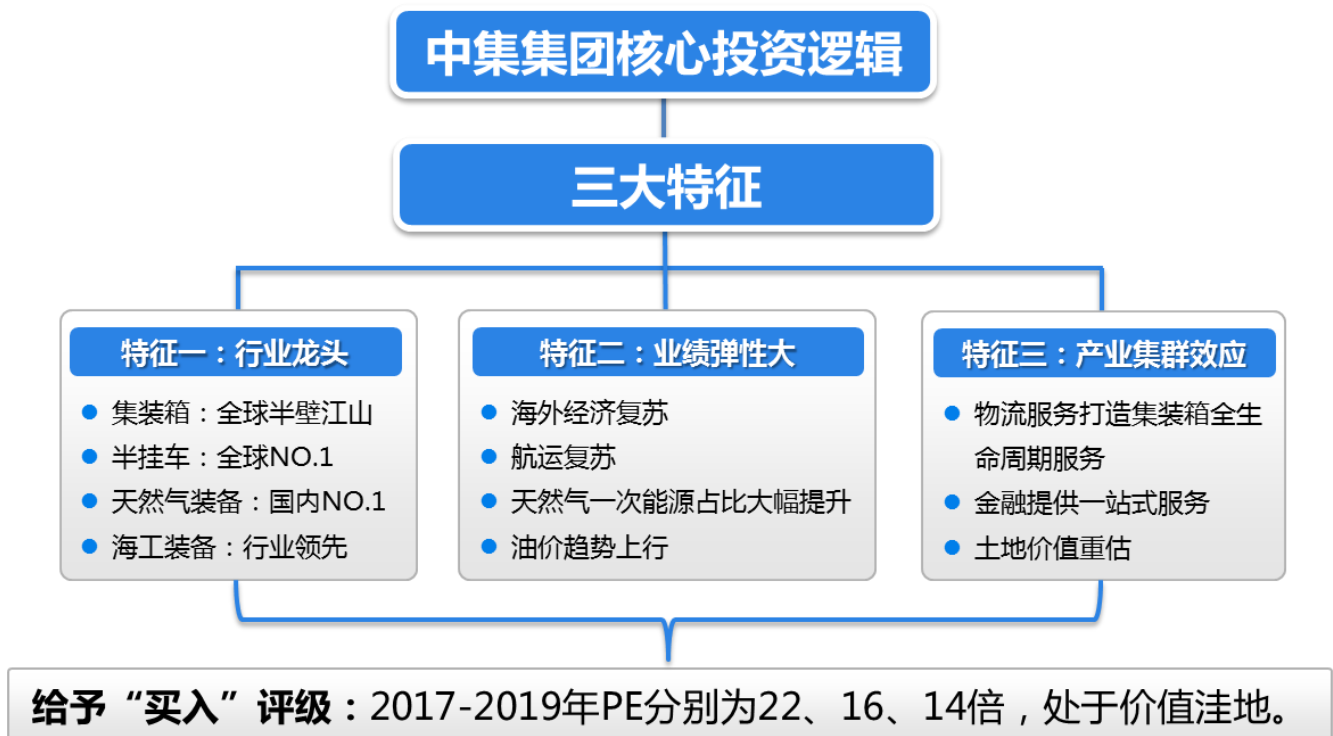 中集集团核心投资逻辑
三大特征
特征一：行业龙头
集装箱：全球半壁江山
半挂车：全球NO.1
天然气装备：国内NO.1
海工装备：行业领先
特征二：业绩弹性大
海外经济复苏
航运复苏
天然气一次能源占比大幅提升
油价趋势上行
特征三：产业集群效应
物流服务打造集装箱全生
命周期服务
金融提供一站式服务
土地价值重估
给予“买入”评级：2017-2019年PE分别为22、16、14倍，处于价值洼地。